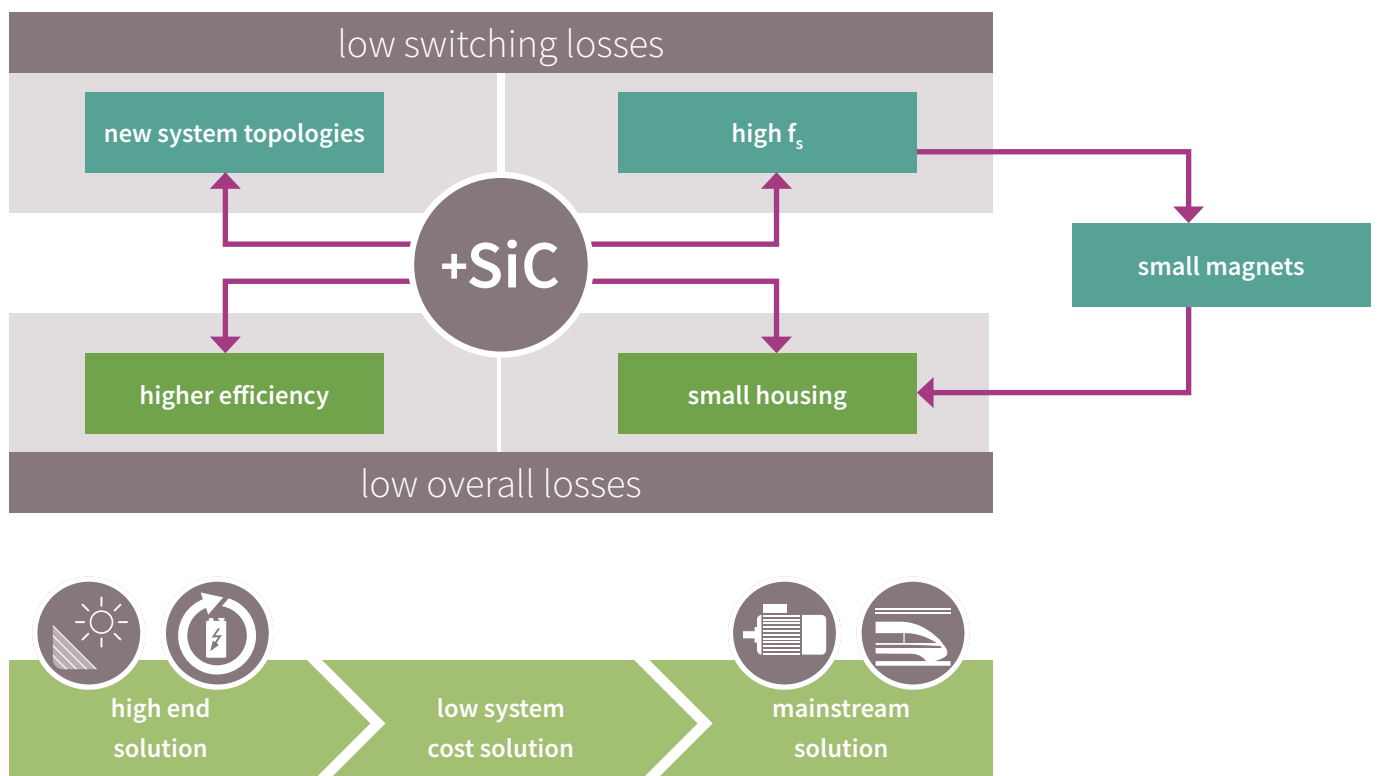 low switching losses
new system topologies
high fs
+SiC
small magnets
higher efficiency
small housing
low overall losses
high end
solution
low system
cost solution
mainstream
solution